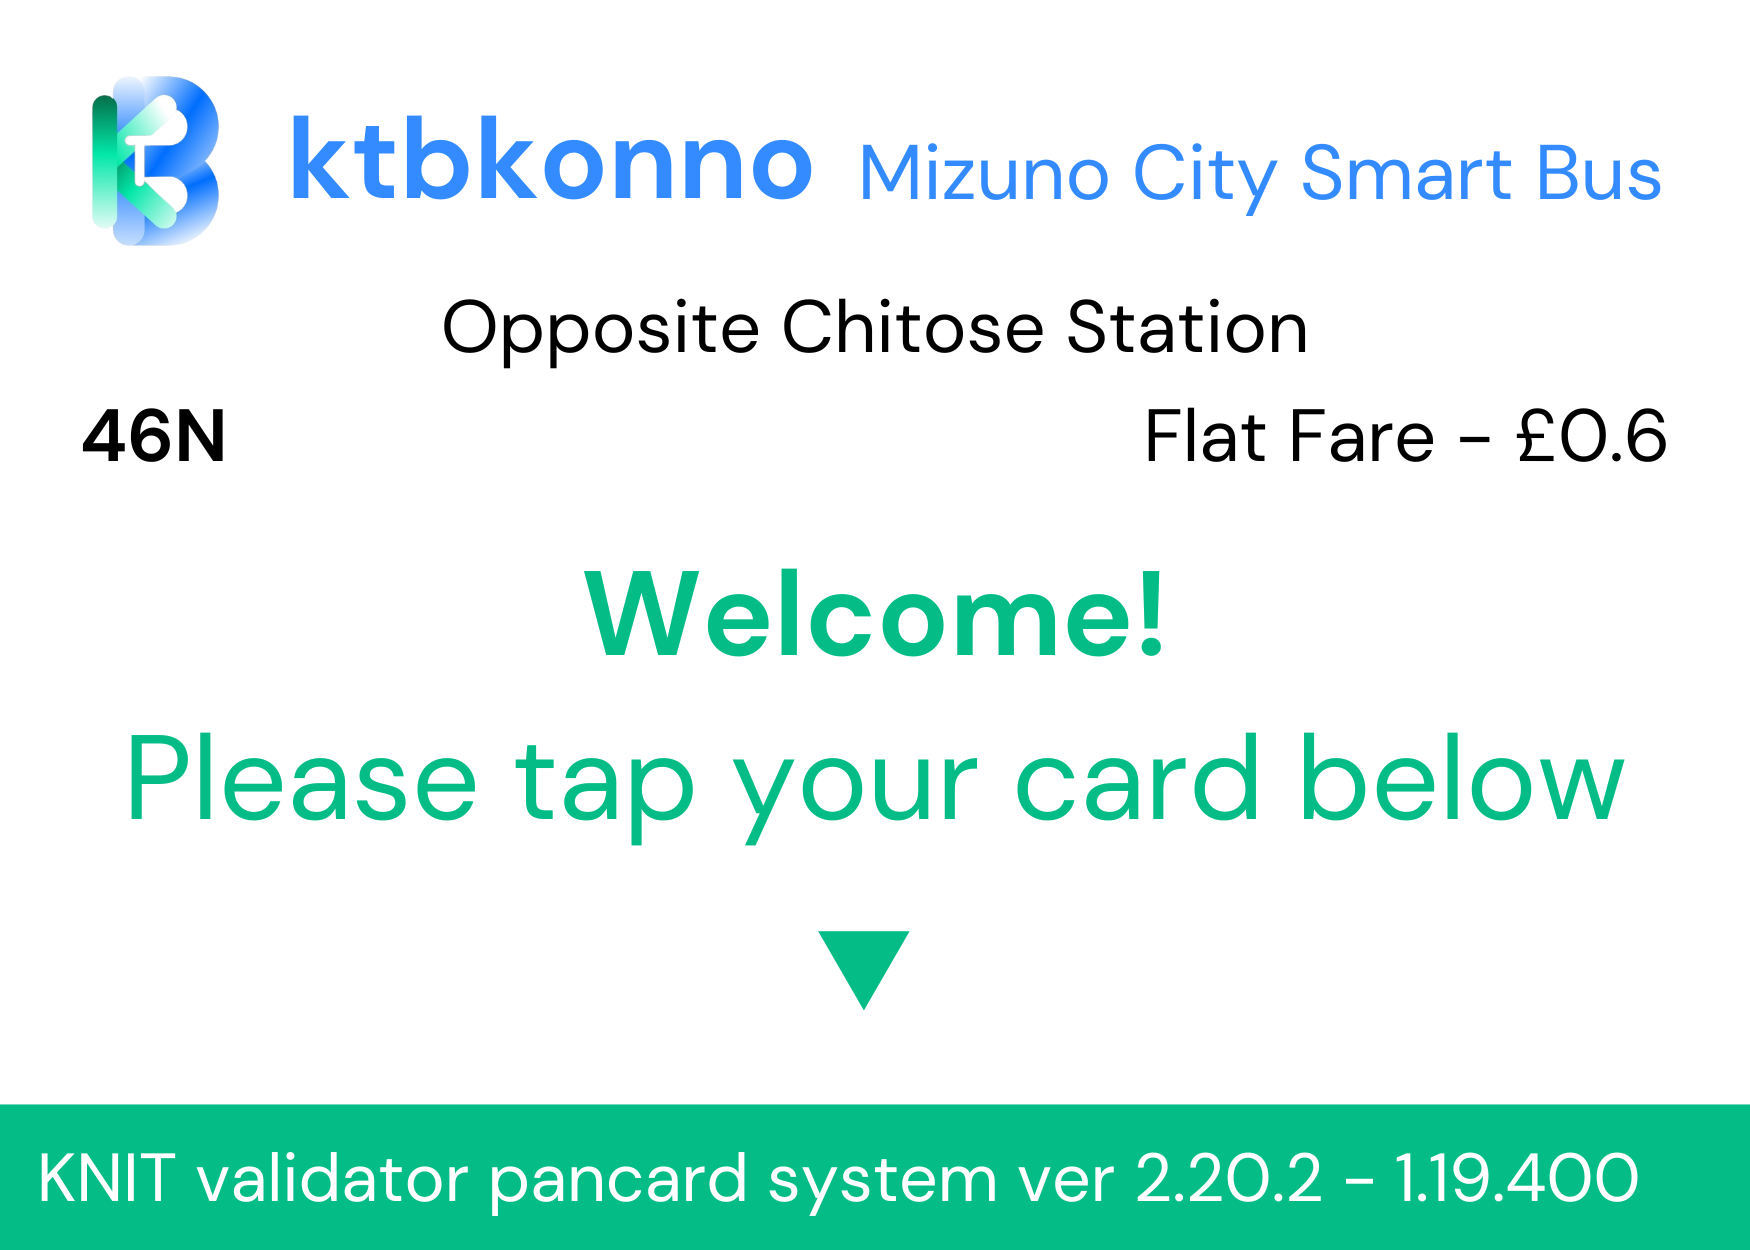 ktbkonno Mizuno City Smart Bus
Opposite Chitose Station
46N Flat Fare - £0.6
Welcome!
Please tap your card below
KNIT validator pancard system ver 2.20.2 - 1.19.400